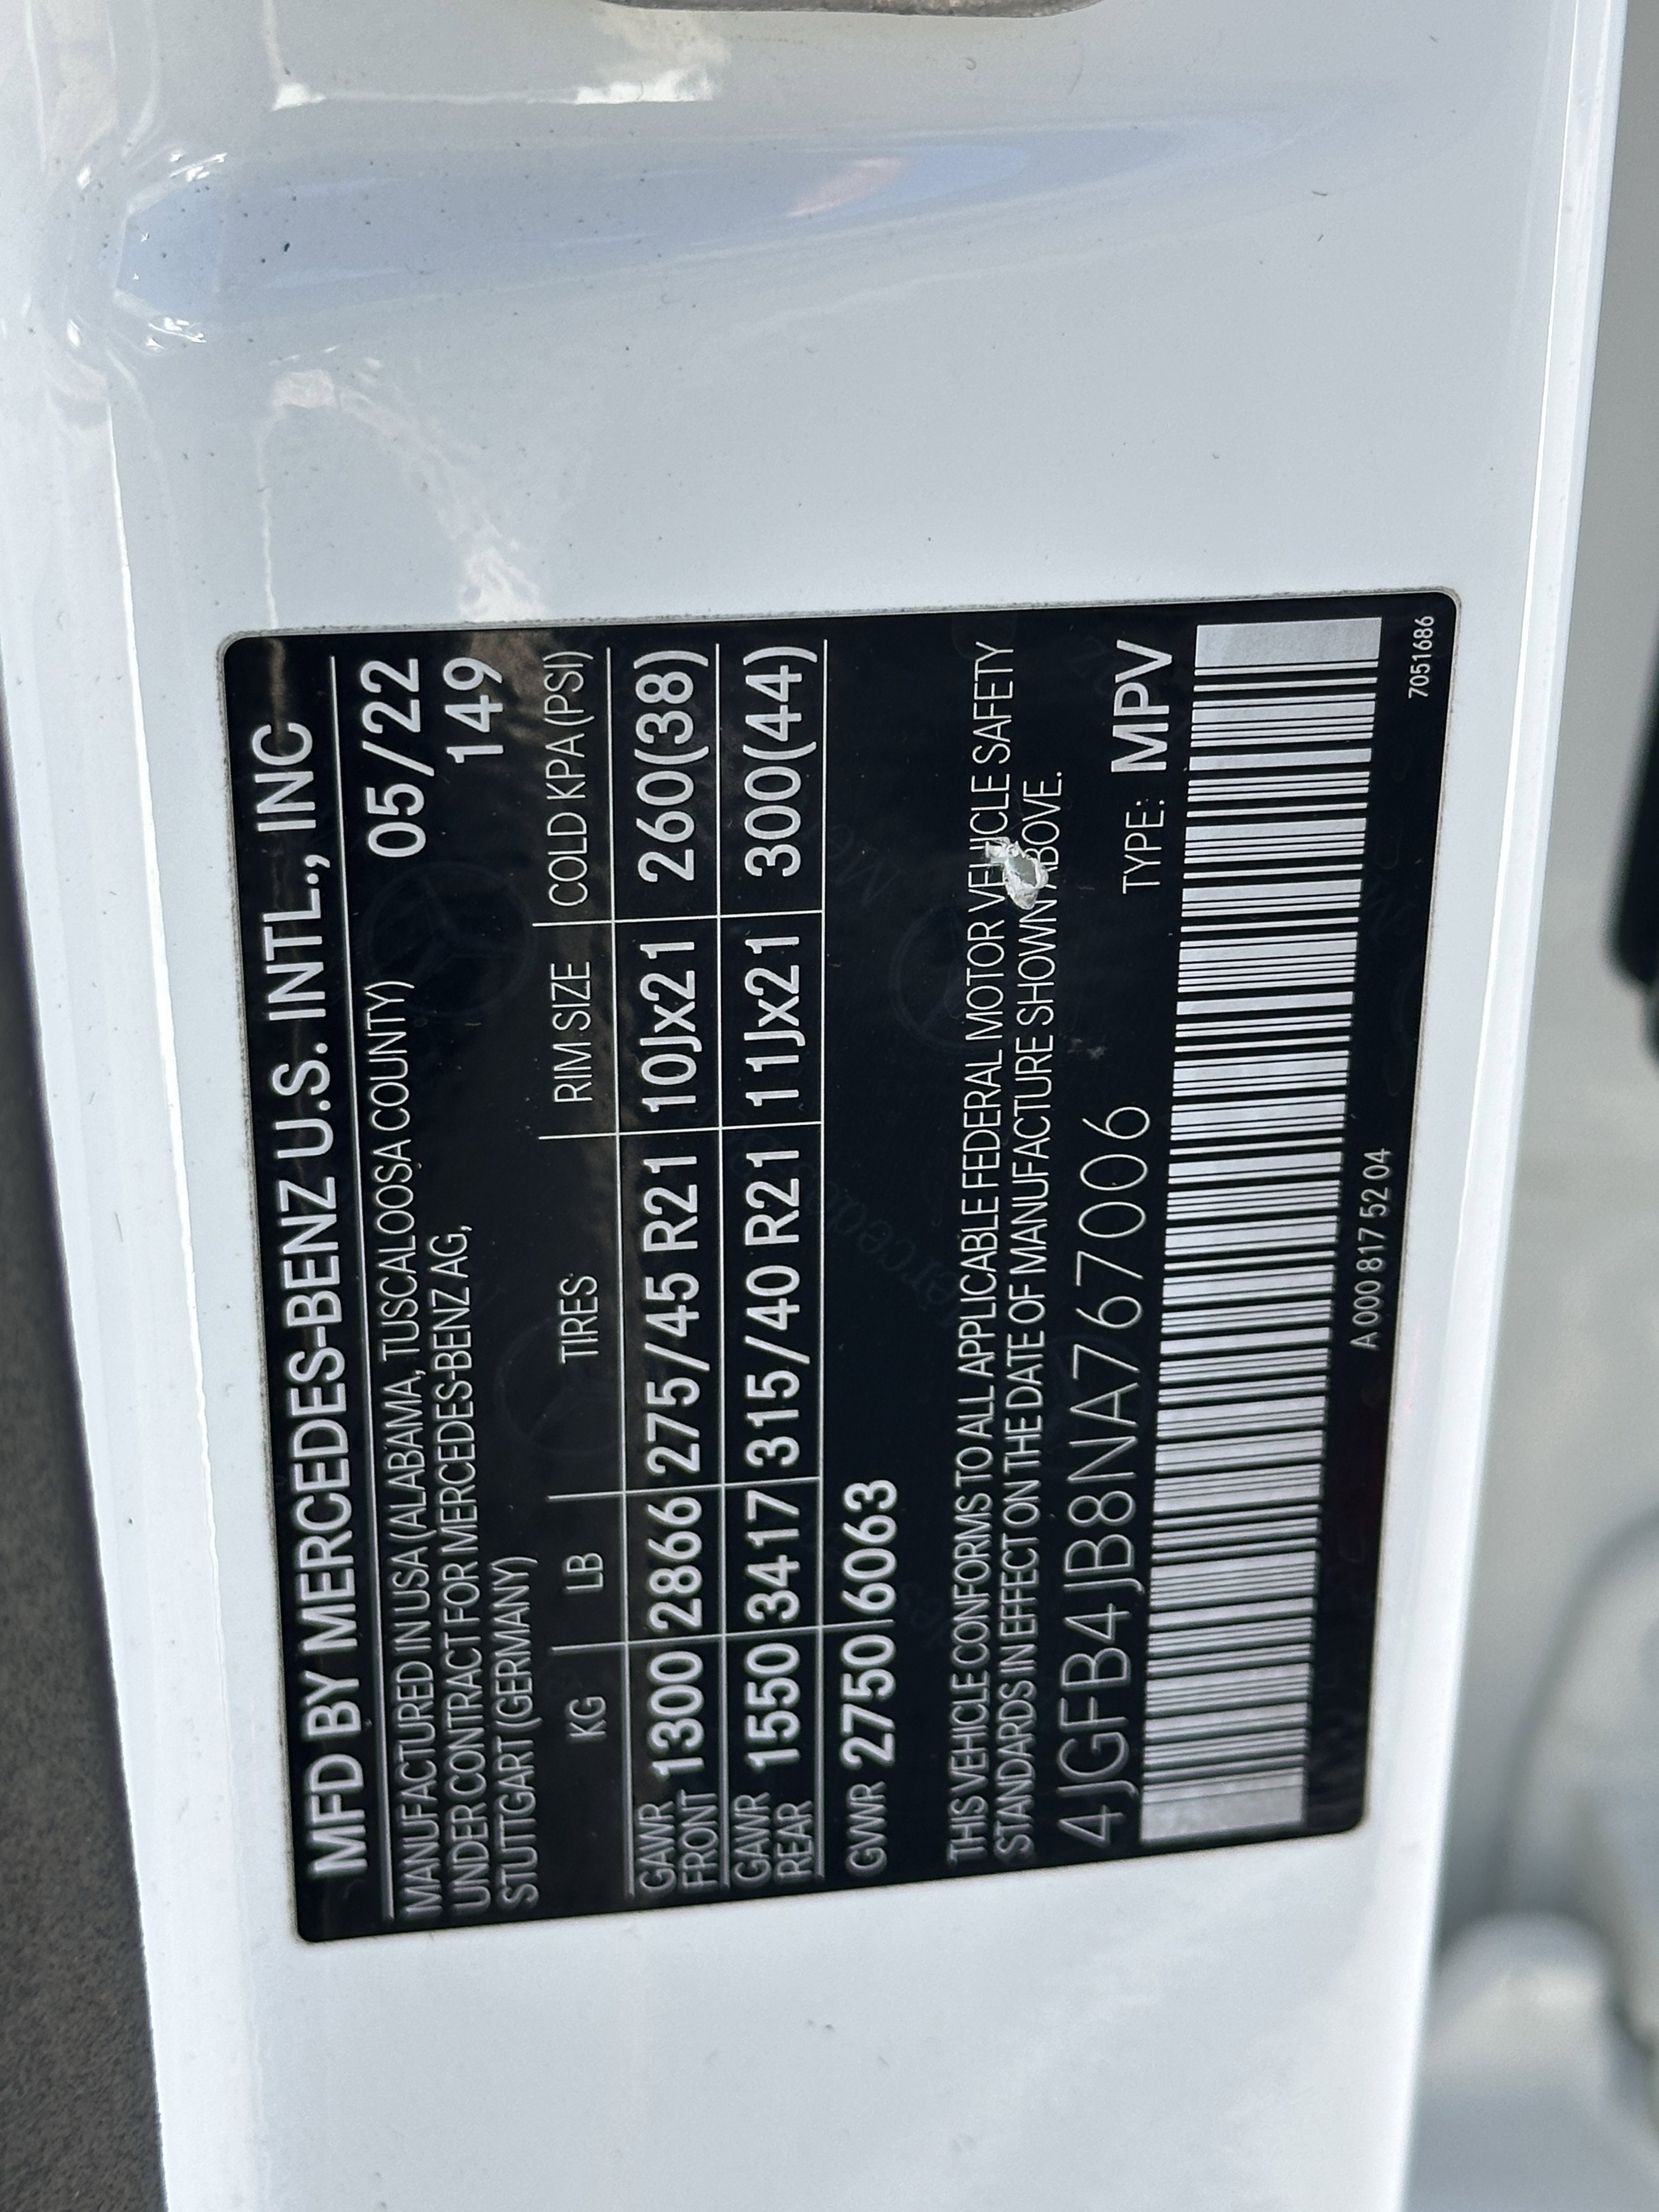 MFD BY MERCEDES-BENZ U.S. INTL., INC
MANUFACTURED IN USA (ALABAMA, TUSCALOOSA COUNTY) 05/22
UNDER CONTRACT FOR MERCEDES-BENZ AG, 149
STUTTGART (GERMANY)
KG LB TIRES RIM SIZE COLD KPA (PSI)
GAWR FRONT 1300 2866 275/45 R21 10Jx21 260(38)
GAWR REAR 1550 3417 315/40 R21 11Jx21 300(44)
GVWR 2750 6063
THIS VEHICLE CONFORMS TO ALL APPLICABLE FEDERAL MOTOR VEHICLE SAFETY
STANDARDS IN EFFECT ON THE DATE OF MANUFACTURE SHOWN ABOVE.
4JGFB4JB8NA767006 TYPE: MPV
A 000 817 52 04
7051686